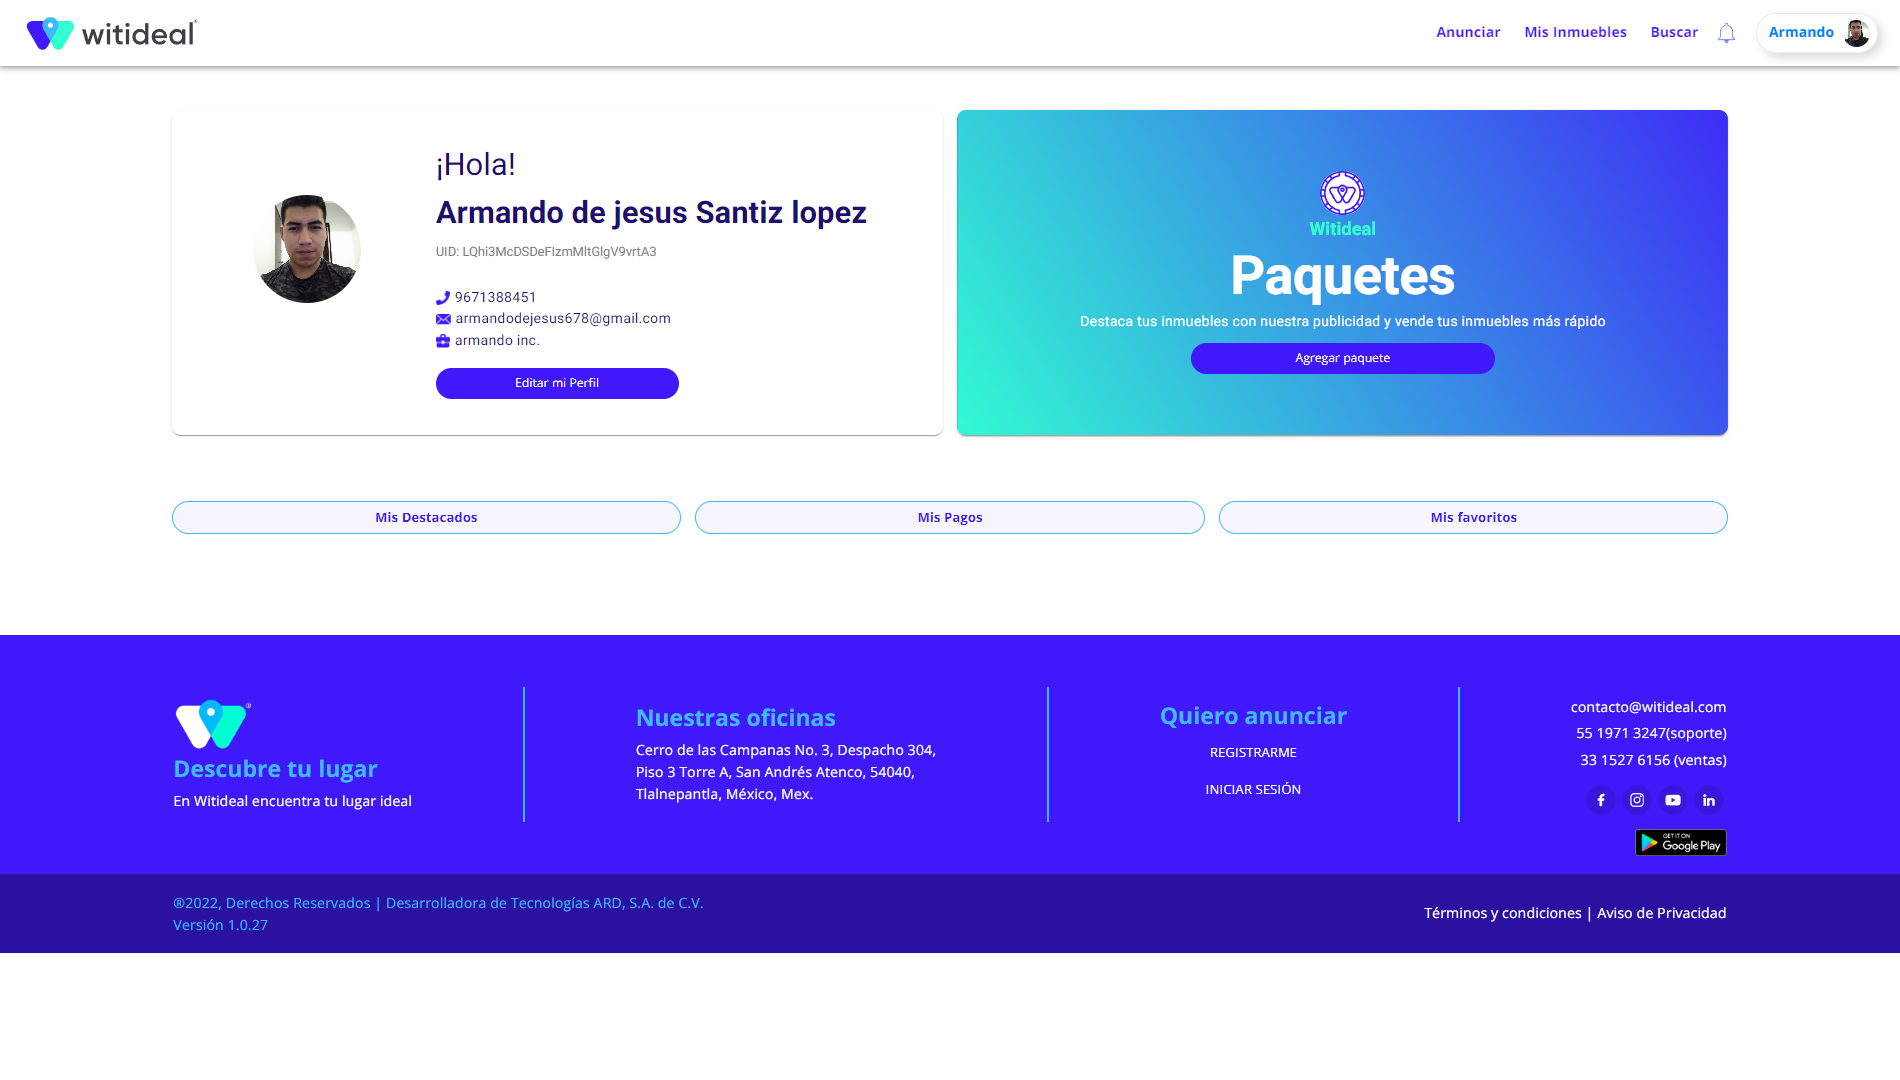 witideal
Anunciar
Mis Inmuebles
Buscar
Armando
¡Hola!
Armando de jesus Santiz lopez
UID: LQhi3McDSDeFIzmMltGlgV9vrtA3
9671388451
armandodejesus678@gmail.com
armando inc.
Editar mi Perfil
Witideal
Paquetes
Destaca tus inmuebles con nuestra publicidad y vende tus inmuebles más rápido
Agregar paquete
Mis Destacados
Mis Pagos
Mis favoritos
Descubre tu lugar
En Witideal encuentra tu lugar ideal
Nuestras oficinas
Cerro de las Campanas No. 3, Despacho 304,
Piso 3 Torre A, San Andrés Atenco, 54040,
Tlalnepantla, México, Mex.
Quiero anunciar
REGISTRARME
INICIAR SESIÓN
contacto@witideal.com
55 1971 3247(soporte)
33 1527 6156 (ventas)
GET IT ON
Google Play
®2022, Derechos Reservados | Desarrolladora de Tecnologías ARD, S.A. de C.V.
Versión 1.0.27
Términos y condiciones | Aviso de Privacidad